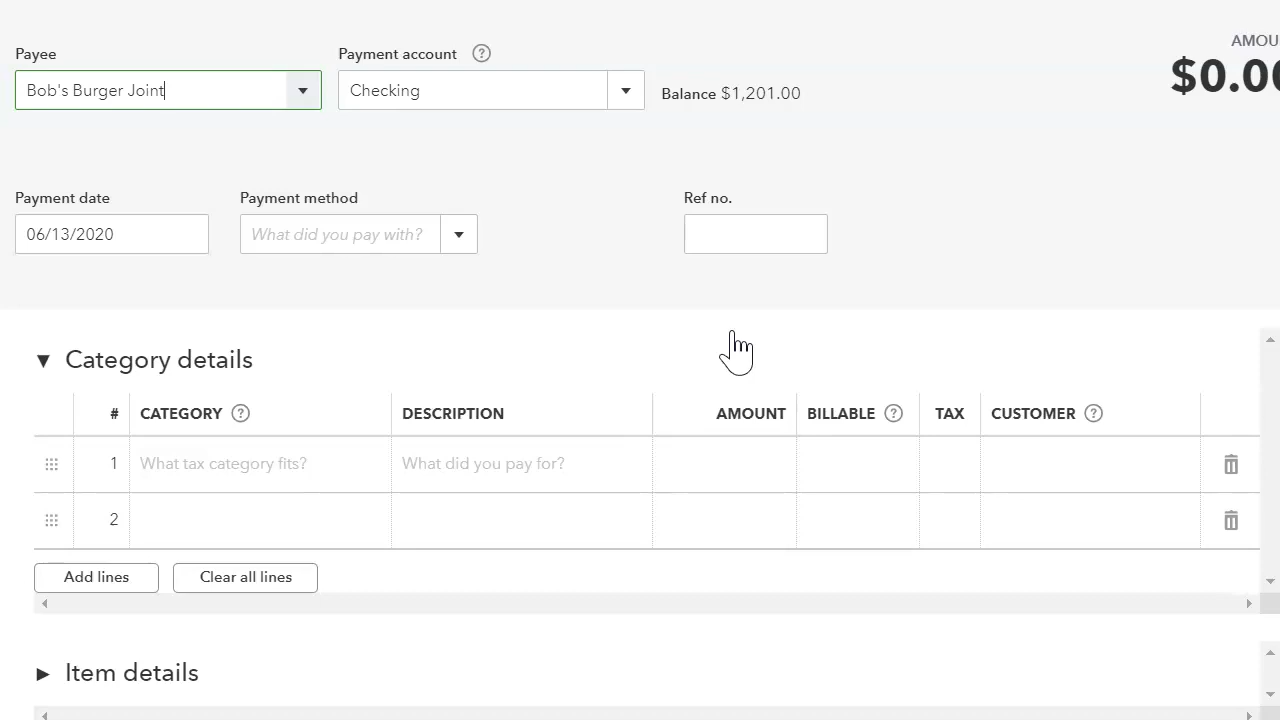 AMOU
Payee
Payment account ?
$0.00
Bob's Burger Joint
Checking
Balance $1,201.00
Payment date
Payment method
Ref no.
06/13/2020
What did you pay with?
Category details
# CATEGORY ? DESCRIPTION AMOUNT BILLABLE ? TAX CUSTOMER ?
1 What tax category fits? What did you pay for?
2
Add lines
Clear all lines
Item details